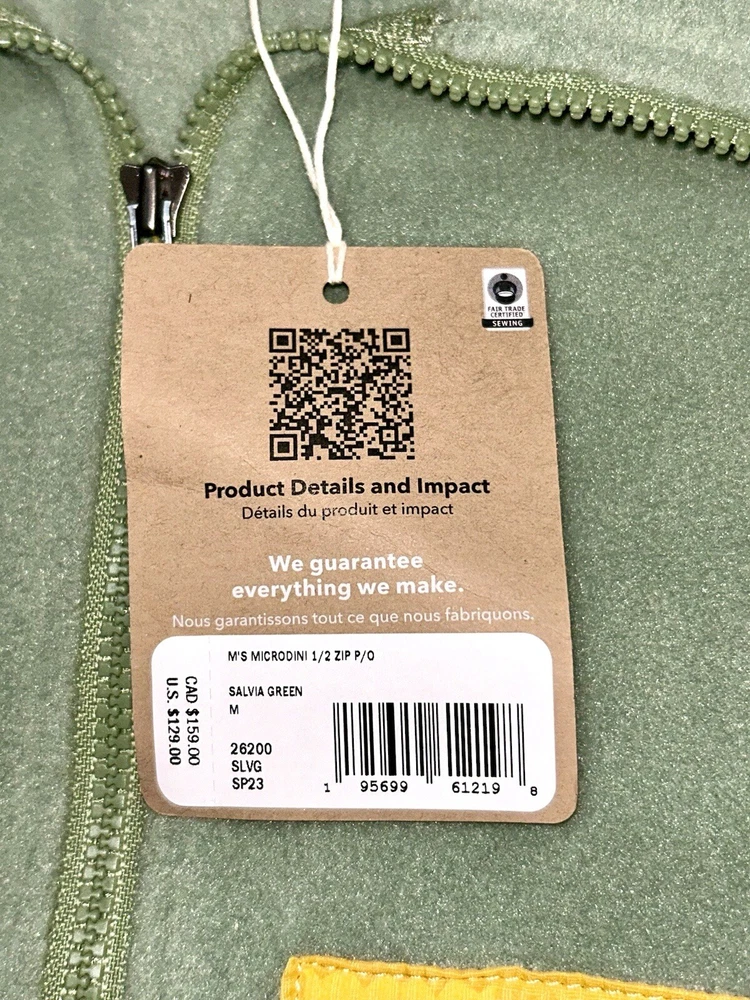 FAIR TRADE
CERTIFIED
SEWING
Product Details and Impact
Détails du produit et impact
We guarantee
everything we make.
Nous garantissons tout ce que nous fabriquons.
M'S MICRODINI 1/2 ZIP P/O
SALVIA GREEN
M
26200
SLVG
SP23
CAD $159.00
U.S. $129.00
1 95699 61219 8